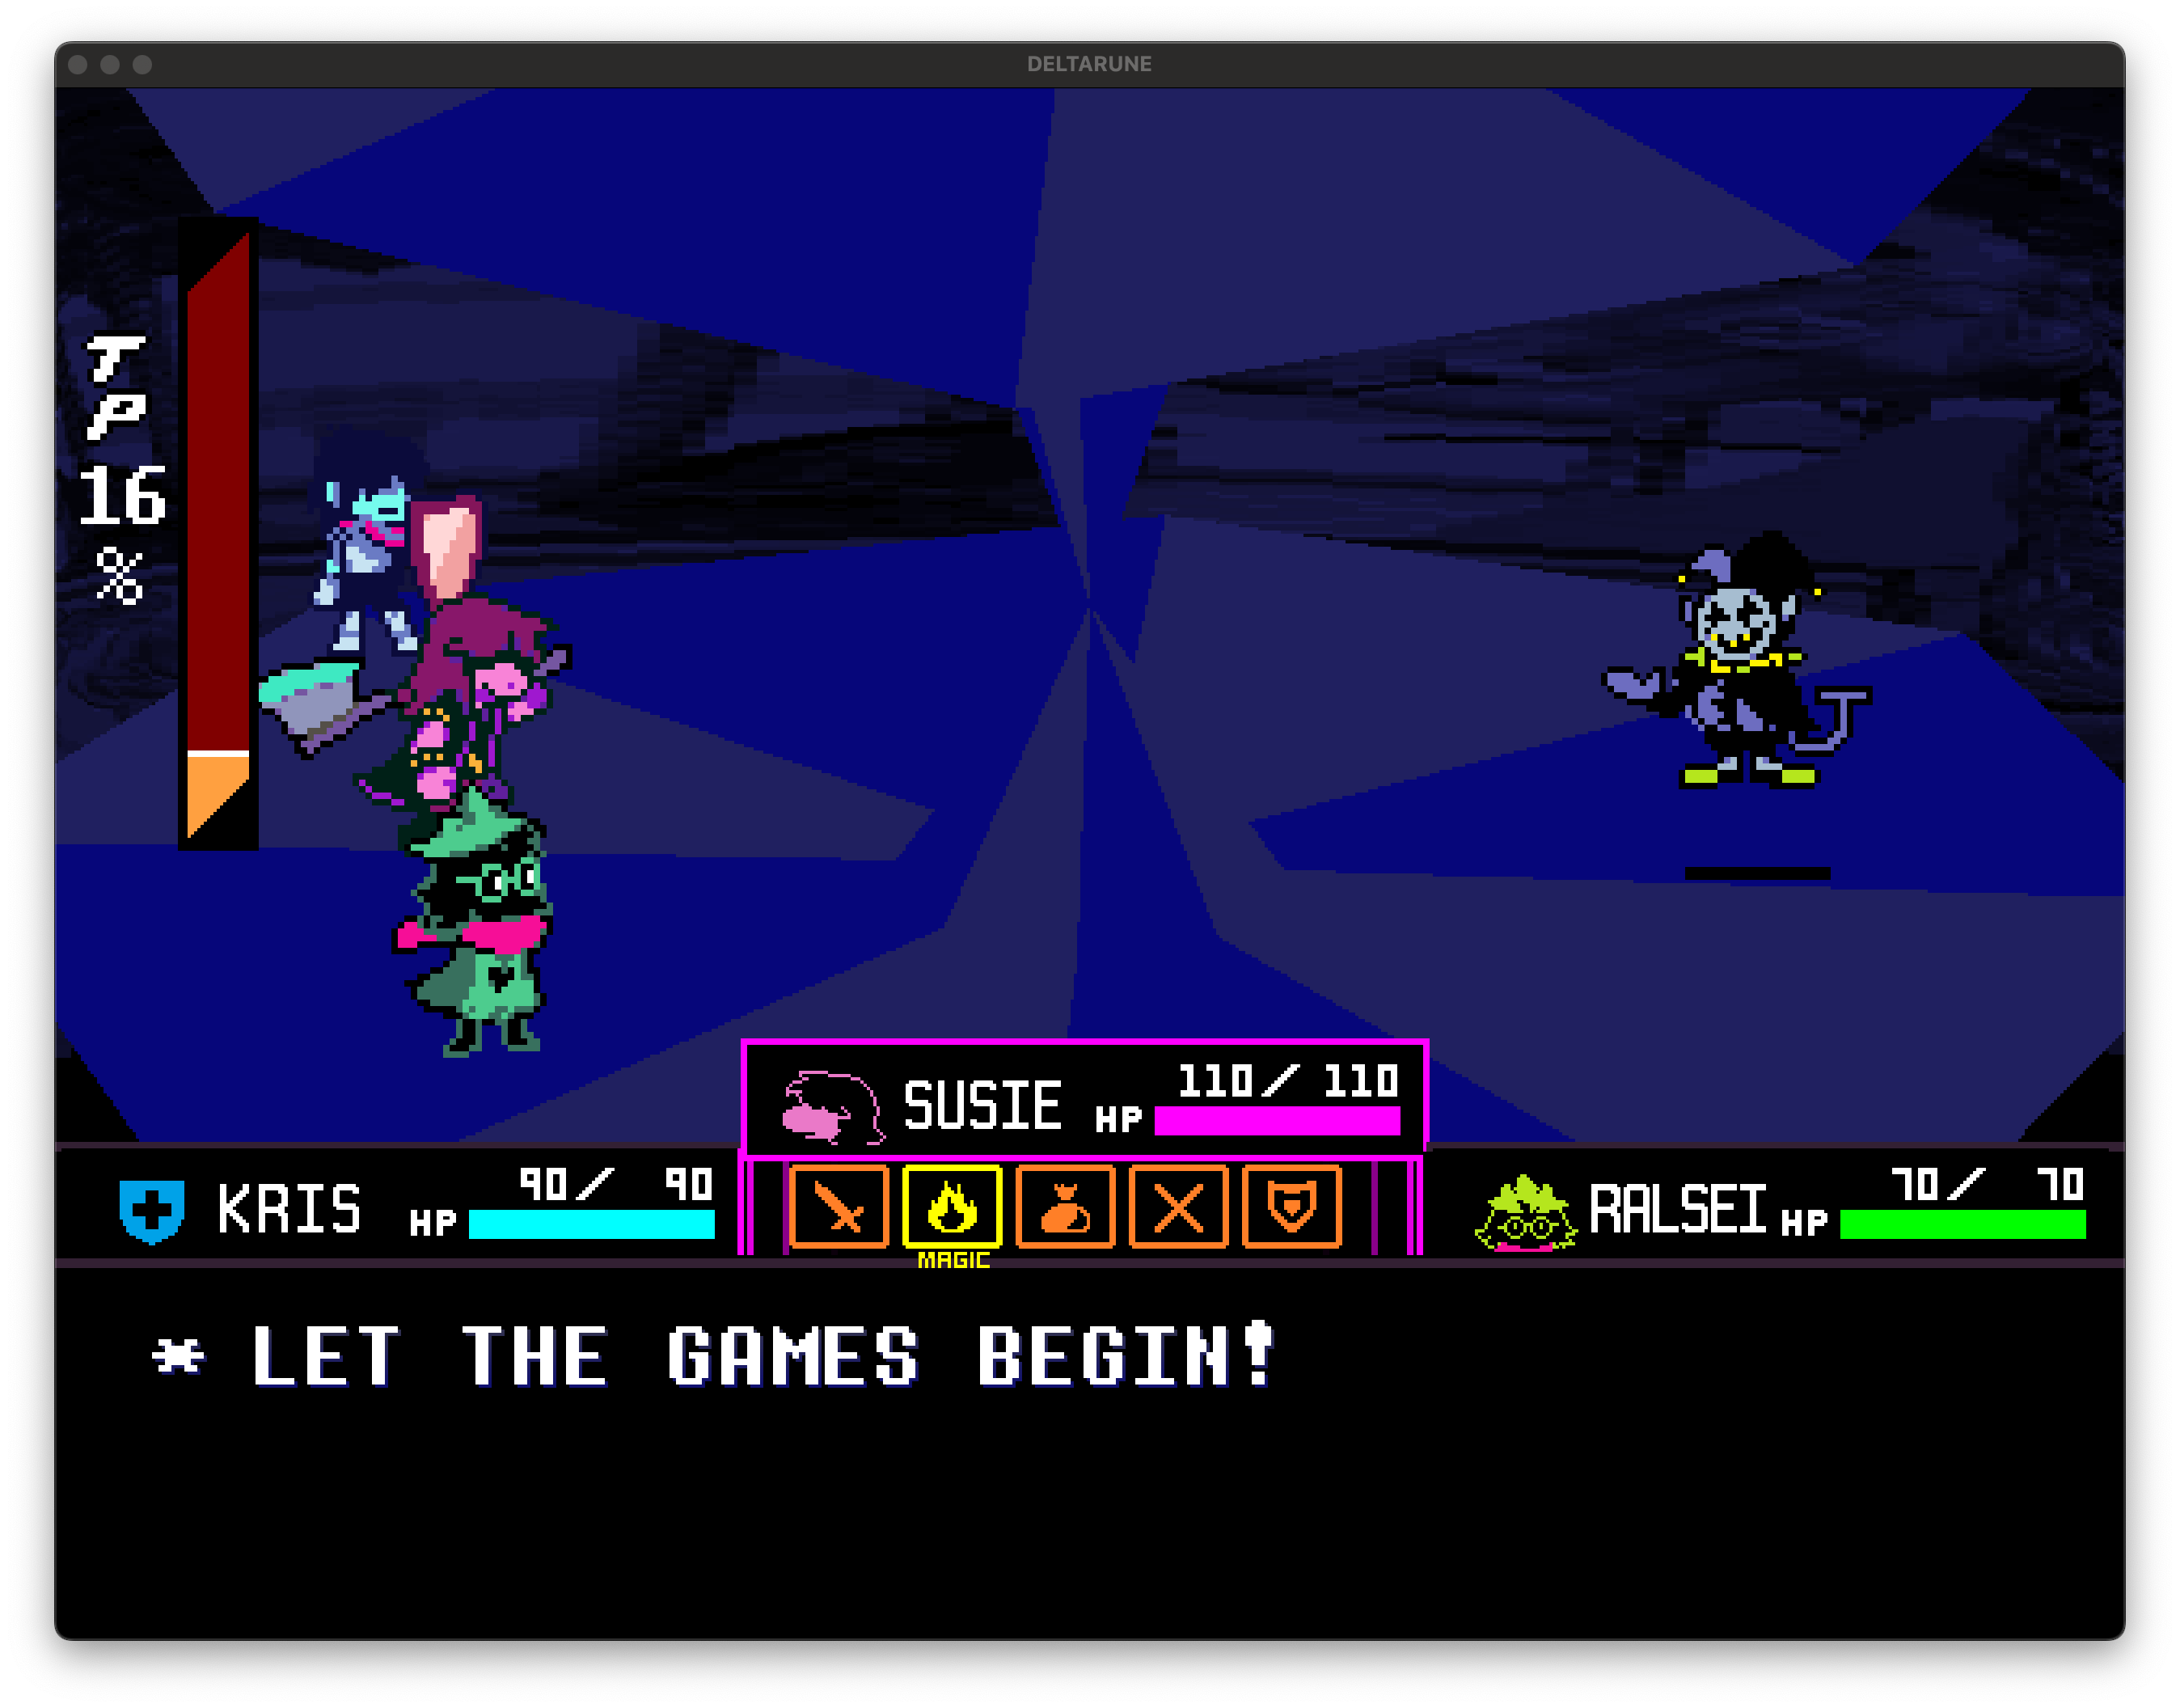 DELTARUNE
TP
16
%
SUSIE HP 110/ 110
KRIS HP 90/ 90
RALSEI HP 70/ 70
MAGIC
* LET THE GAMES BEGIN!